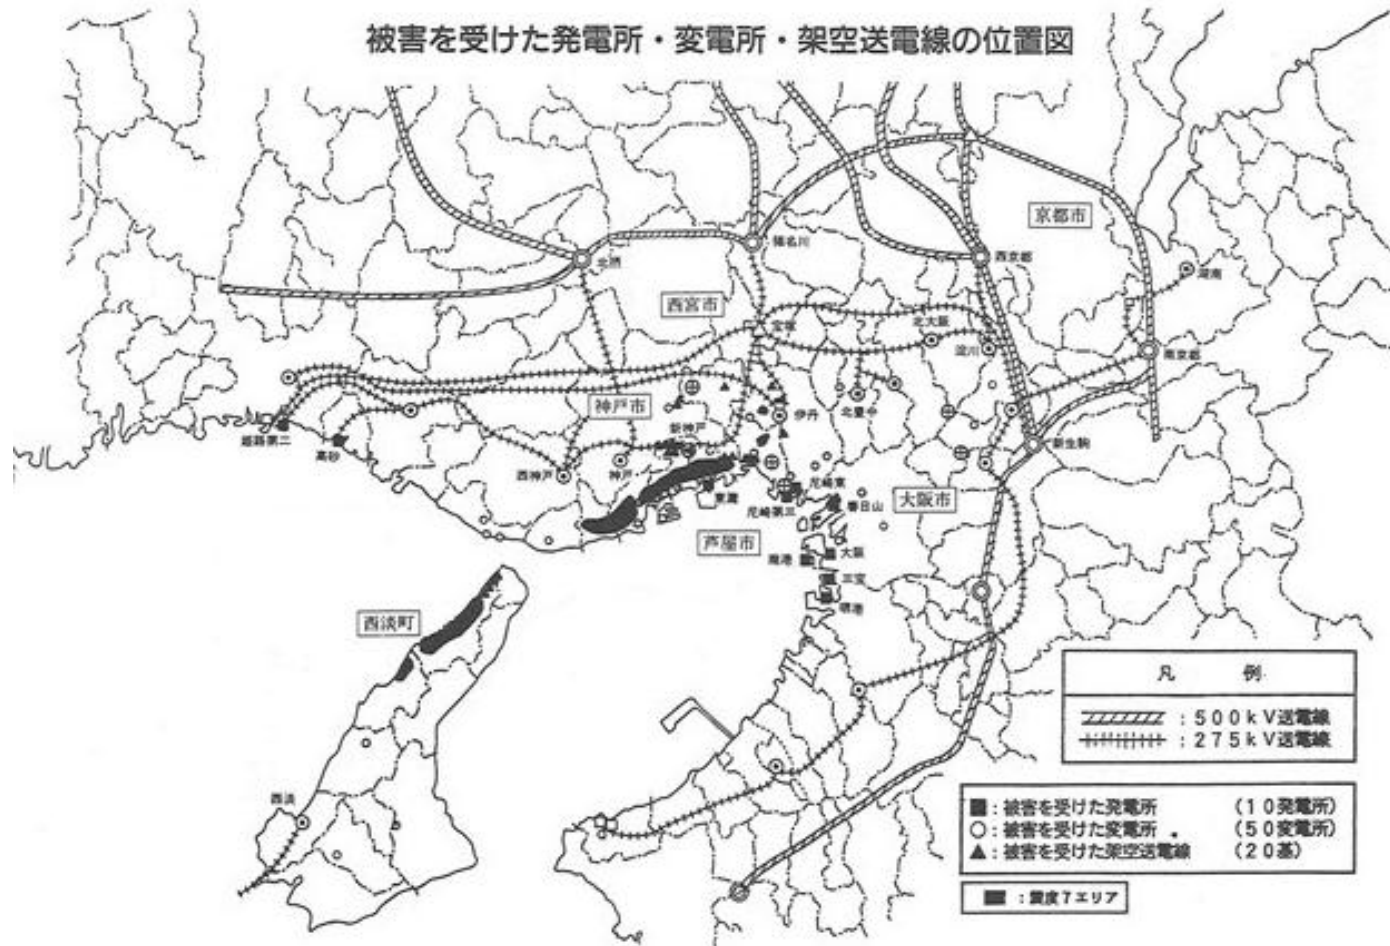 被害を受けた発電所・変電所・架空送電線の位置図
京都市
猪名川
西京都
北摂
湖南
西宮市
宝塚
北大阪
淀川
南京都
神戸市
伊丹
北豊中
新神戸
姫路第二
高砂
新生駒
西神戸
神戸
東灘
尼崎東
尼崎第三
春日出
大阪市
芦屋市
南港
大阪
三宝
堺港
西淡町
西淡
凡 例
:500kV送電線
:275kV送電線
■:被害を受けた発電所 (10発電所)
○:被害を受けた変電所 (50変電所)
▲:被害を受けた架空送電線 (20基)
:震度7エリア